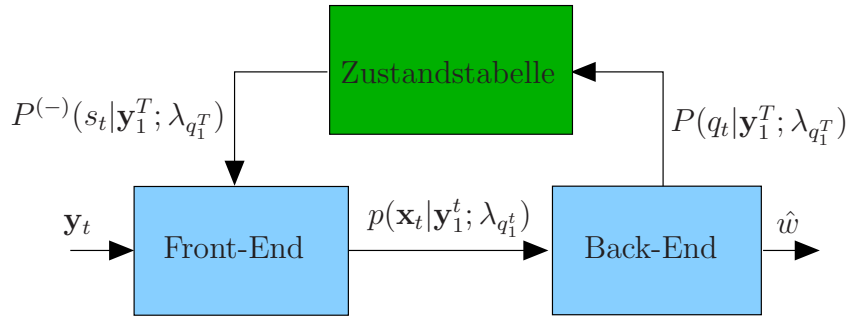 Zustandstabelle
P^{(-)}(s_t|𝐲_1^T; λ_{q_1^T})
P(q_t|𝐲_1^T; λ_{q_1^T})
𝐲_t
Front-End
p(𝐱_t|𝐲_1^t; λ_{q_1^t})
Back-End
ŵ